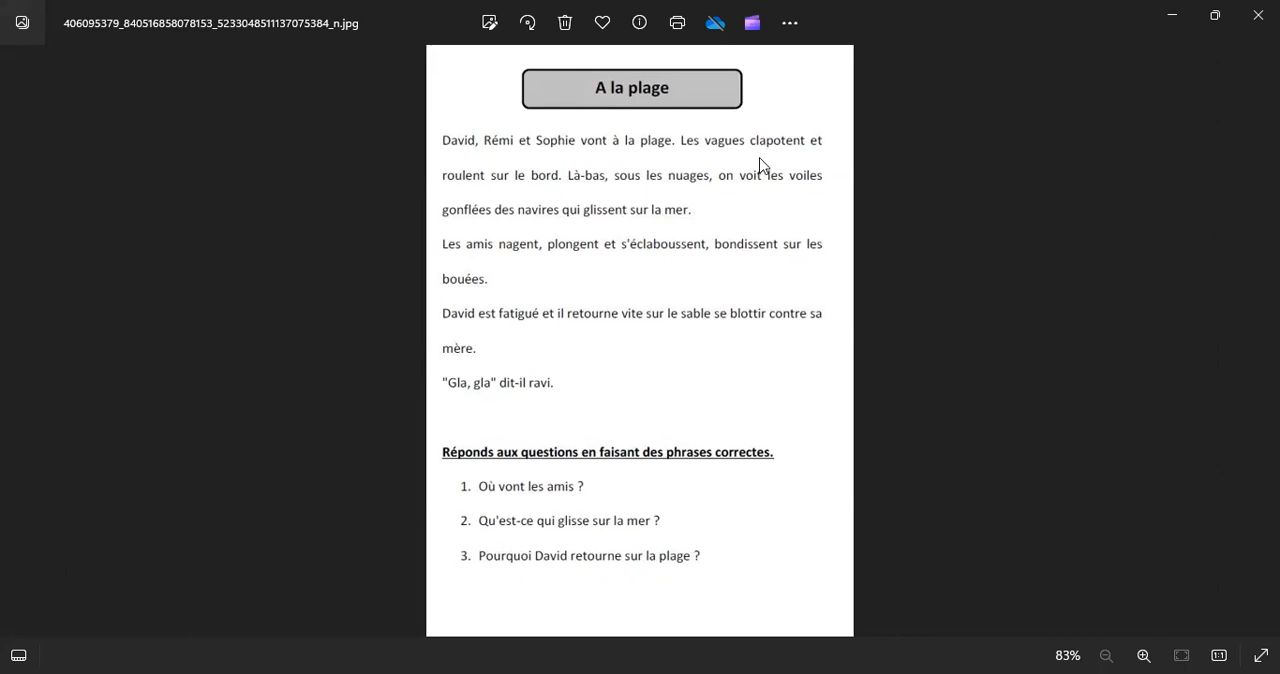 406095379_840516858078153_5233048511137075384_n.jpg
A la plage
David, Rémi et Sophie vont à la plage. Les vagues clapotent et
roulent sur le bord. Là-bas, sous les nuages, on voit les voiles
gonflées des navires qui glissent sur la mer.
Les amis nagent, plongent et s'éclaboussent, bondissent sur les
bouées.
David est fatigué et il retourne vite sur le sable se blottir contre sa
mère.
"Gla, gla" dit-il ravi.
Réponds aux questions en faisant des phrases correctes.
1. Où vont les amis ?
2. Qu'est-ce qui glisse sur la mer ?
3. Pourquoi David retourne sur la plage ?
83%
1:1